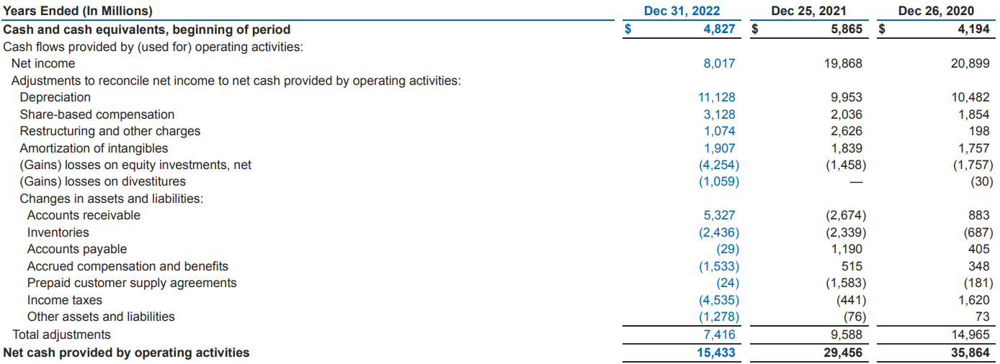 Years Ended (In Millions) Dec 31, 2022 Dec 25, 2021 Dec 26, 2020
Cash and cash equivalents, beginning of period $ 4,827 $ 5,865 $ 4,194
Cash flows provided by (used for) operating activities:
Net income 8,017 19,868 20,899
Adjustments to reconcile net income to net cash provided by operating activities:
Depreciation 11,128 9,953 10,482
Share-based compensation 3,128 2,036 1,854
Restructuring and other charges 1,074 2,626 198
Amortization of intangibles 1,907 1,839 1,757
(Gains) losses on equity investments, net (4,254) (1,458) (1,757)
(Gains) losses on divestitures (1,059) — (30)
Changes in assets and liabilities:
Accounts receivable 5,327 (2,674) 883
Inventories (2,436) (2,339) (687)
Accounts payable (29) 1,190 405
Accrued compensation and benefits (1,533) 515 348
Prepaid customer supply agreements (24) (1,583) (181)
Income taxes (4,535) (441) 1,620
Other assets and liabilities (1,278) (76) 73
Total adjustments 7,416 9,588 14,965
Net cash provided by operating activities 15,433 29,456 35,864